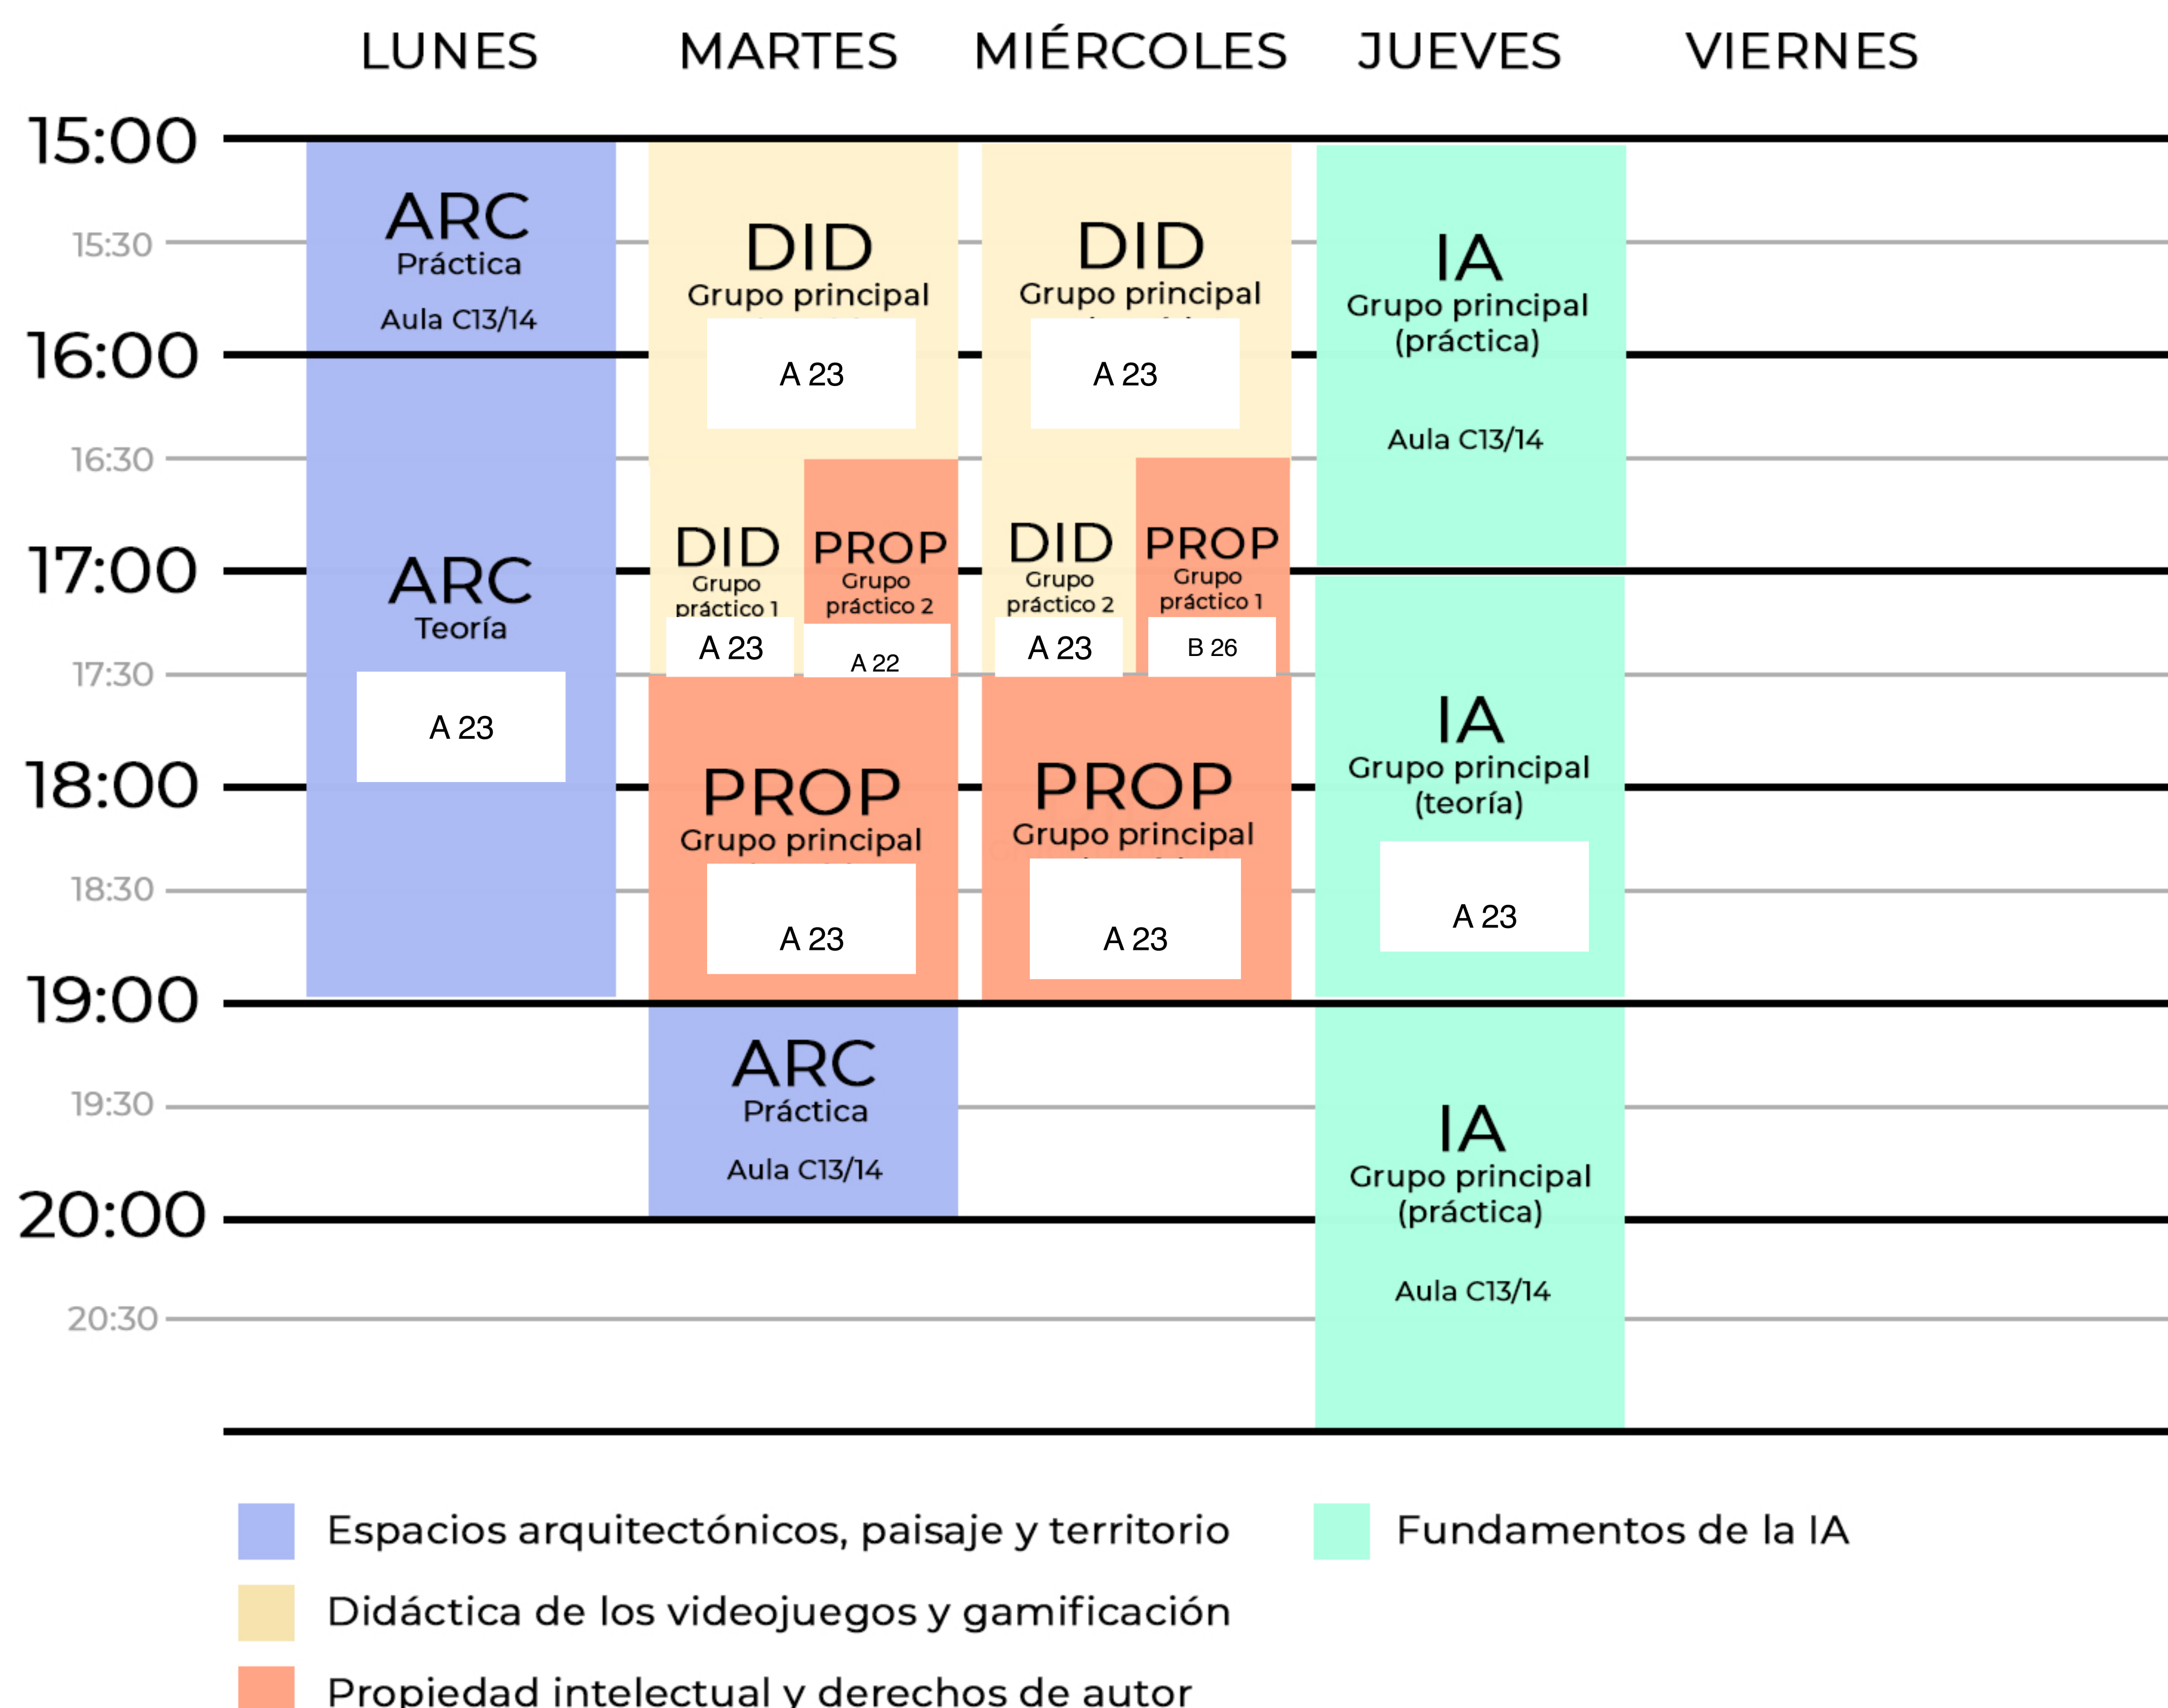 LUNES MARTES MIÉRCOLES JUEVES VIERNES
15:00
15:30
16:00
16:30
17:00
17:30
18:00
18:30
19:00
19:30
20:00
20:30
ARC
Práctica
Aula C13/14
ARC
Teoría
A 23
DID
Grupo principal
A 23
DID
Grupo
práctico 1
A 23
PROP
Grupo
práctico 2
A 22
PROP
Grupo principal
A 23
ARC
Práctica
Aula C13/14
DID
Grupo principal
A 23
DID
Grupo
práctico 2
A 23
PROP
Grupo
práctico 1
B 26
PROP
Grupo principal
A 23
IA
Grupo principal
(práctica)
Aula C13/14
IA
Grupo principal
(teoría)
A 23
IA
Grupo principal
(práctica)
Aula C13/14
Espacios arquitectónicos, paisaje y territorio
Didáctica de los videojuegos y gamificación
Propiedad intelectual y derechos de autor
Fundamentos de la IA